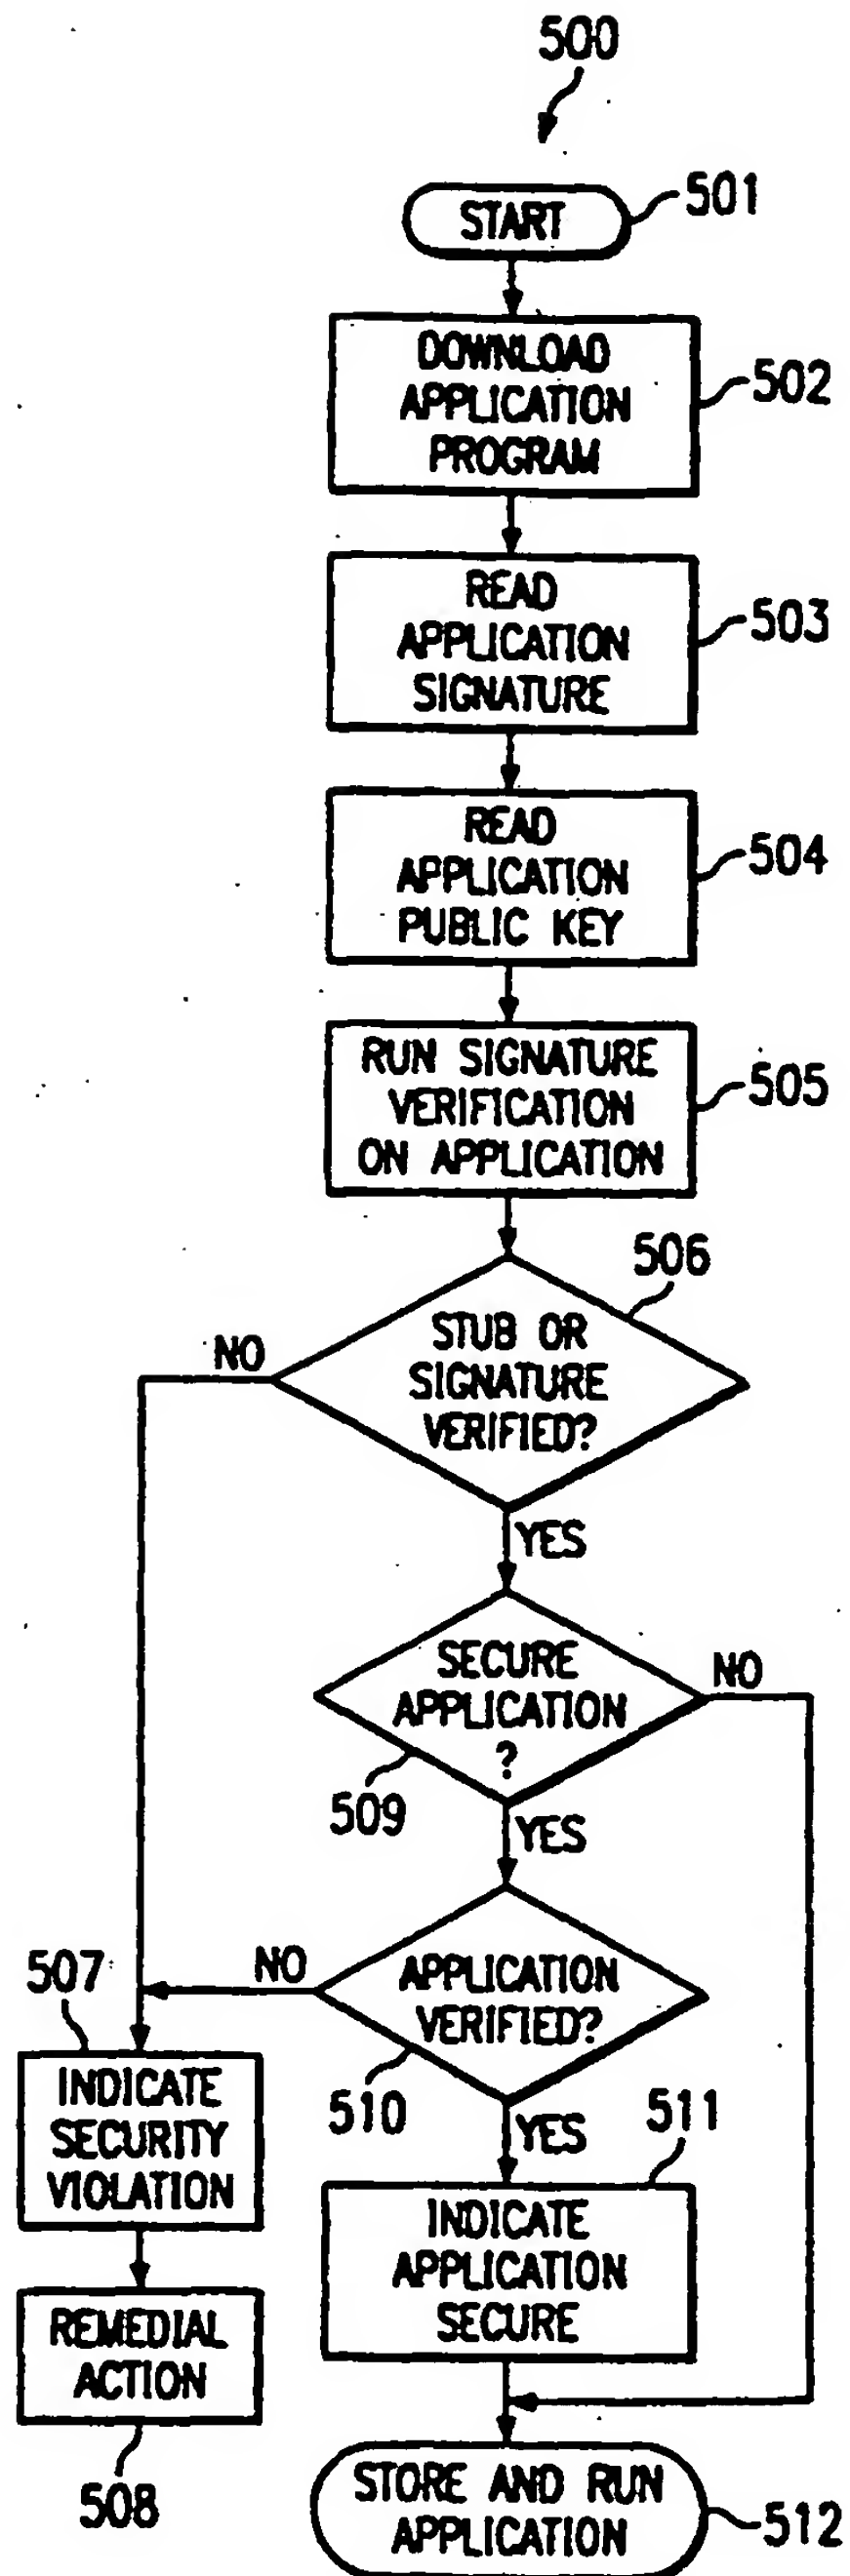 500
START
501
DOWNLOAD
APPLICATION
PROGRAM
502
READ
APPLICATION
SIGNATURE
503
READ
APPLICATION
PUBLIC KEY
504
RUN SIGNATURE
VERIFICATION
ON APPLICATION
505
506
STUB OR
SIGNATURE
VERIFIED?
NO
YES
SECURE
APPLICATION
?
NO
509
YES
APPLICATION
VERIFIED?
NO
507
510
YES
511
INDICATE
SECURITY
VIOLATION
INDICATE
APPLICATION
SECURE
REMEDIAL
ACTION
508
STORE AND RUN
APPLICATION
512